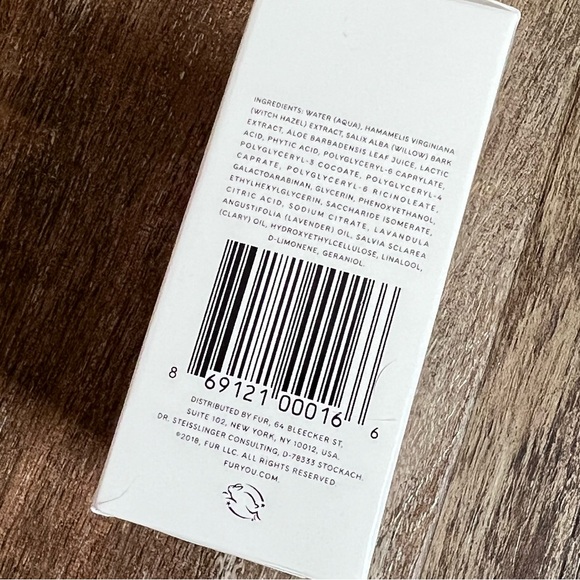 INGREDIENTS: WATER (AQUA), HAMAMELIS VIRGINIANA
(WITCH HAZEL) EXTRACT, SALIX ALBA (WILLOW) BARK
EXTRACT, ALOE BARBADENSIS LEAF JUICE, LACTIC
ACID, PHYTIC ACID, POLYGLYCERYL-6 CAPRYLATE,
POLYGLYCERYL-3 COCOATE, POLYGLYCERYL-4
CAPRATE, POLYGLYCERYL-6 RICINOLEATE,
GALACTOARABINAN, GLYCERIN, PHENOXYETHANOL,
ETHYLHEXYLGLYCERIN, SACCHARIDE ISOMERATE,
CITRIC ACID, SODIUM CITRATE, LAVANDULA
ANGUSTIFOLIA (LAVENDER) OIL, SALVIA SCLAREA
(CLARY) OIL, HYDROXYETHYLCELLULOSE, LINALOOL,
D-LIMONENE, GERANIOL.
8 69121 00016 6
DISTRIBUTED BY FUR, 64 BLEECKER ST,
SUITE 102, NEW YORK, NY 10012, USA.
DR. STEISSLINGER CONSULTING, D-78333 STOCKACH.
©2018, FUR LLC. ALL RIGHTS RESERVED.
FURYOU.COM